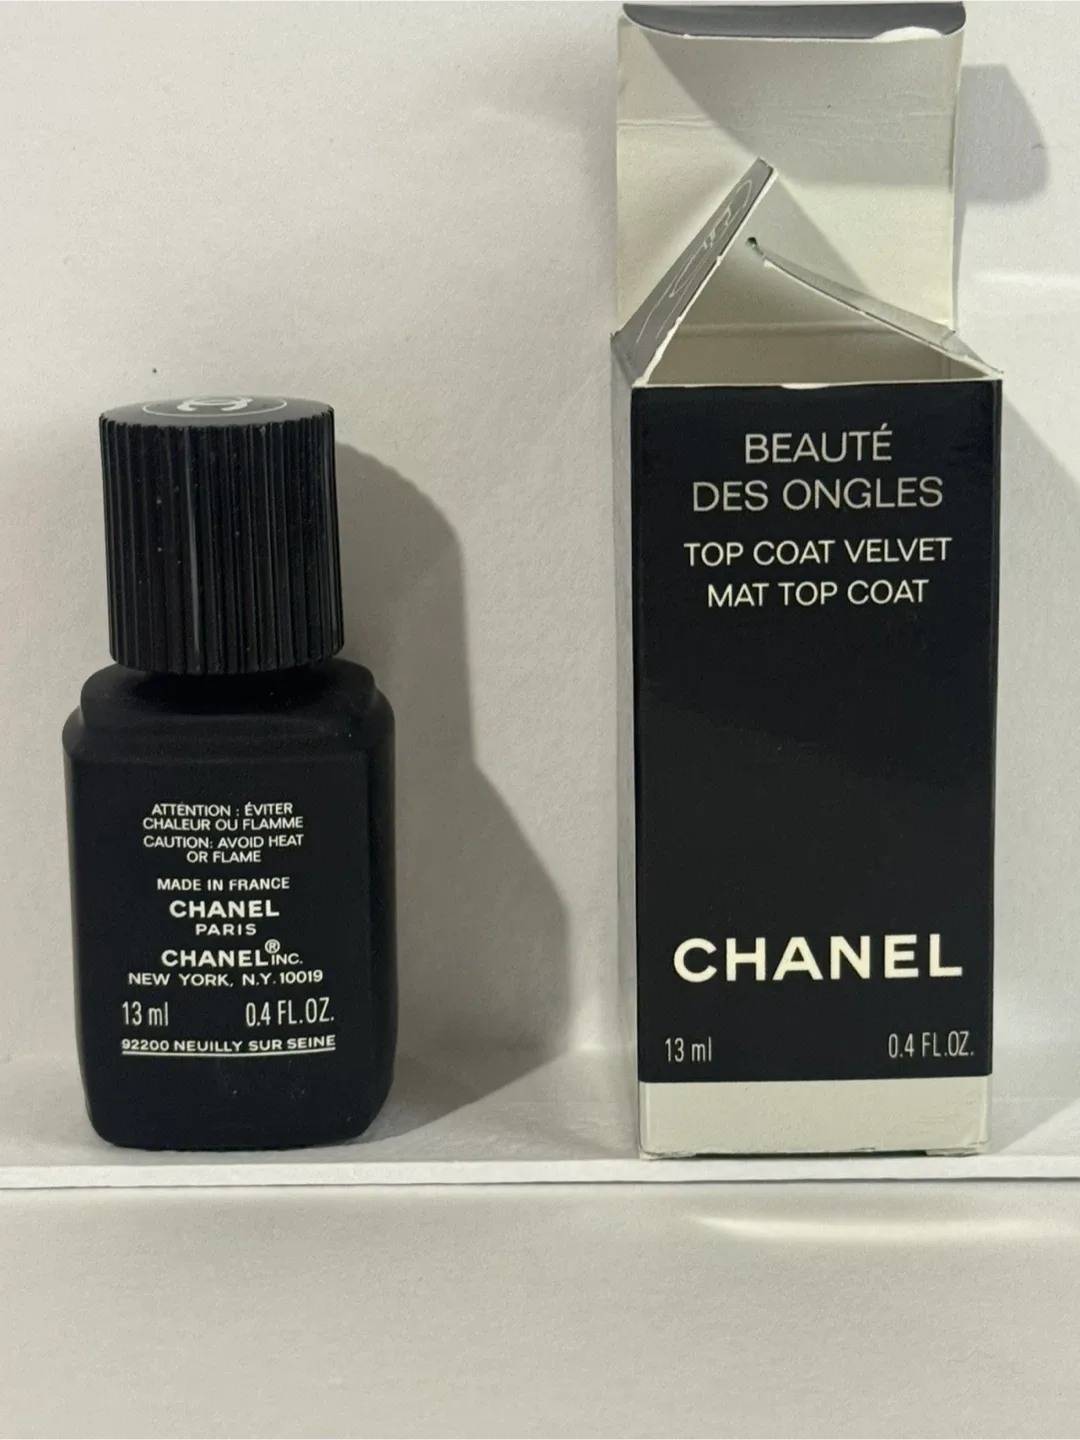 ATTENTION : ÉVITER
CHALEUR OU FLAMME
CAUTION: AVOID HEAT
OR FLAME
MADE IN FRANCE
CHANEL
PARIS
CHANEL® INC.
NEW YORK, N.Y. 10019
13 ml 0.4 FL.OZ.
92200 NEUILLY SUR SEINE
BEAUTÉ
DES ONGLES
TOP COAT VELVET
MAT TOP COAT
CHANEL
13 ml 0.4 FL.OZ.